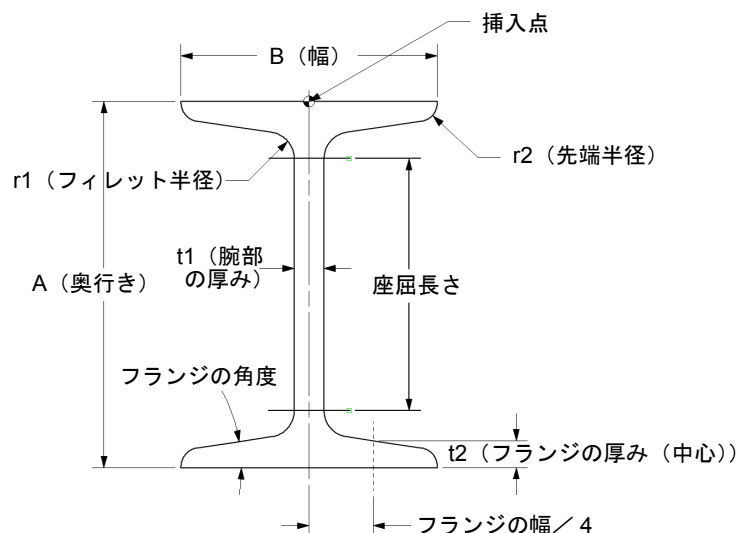 挿入点
B（幅）
r2（先端半径）
r1（フィレット半径）
t1（腕部
の厚み）
A（奥行き）
座屈長さ
フランジの角度
t2（フランジの厚み（中心））
フランジの幅／4